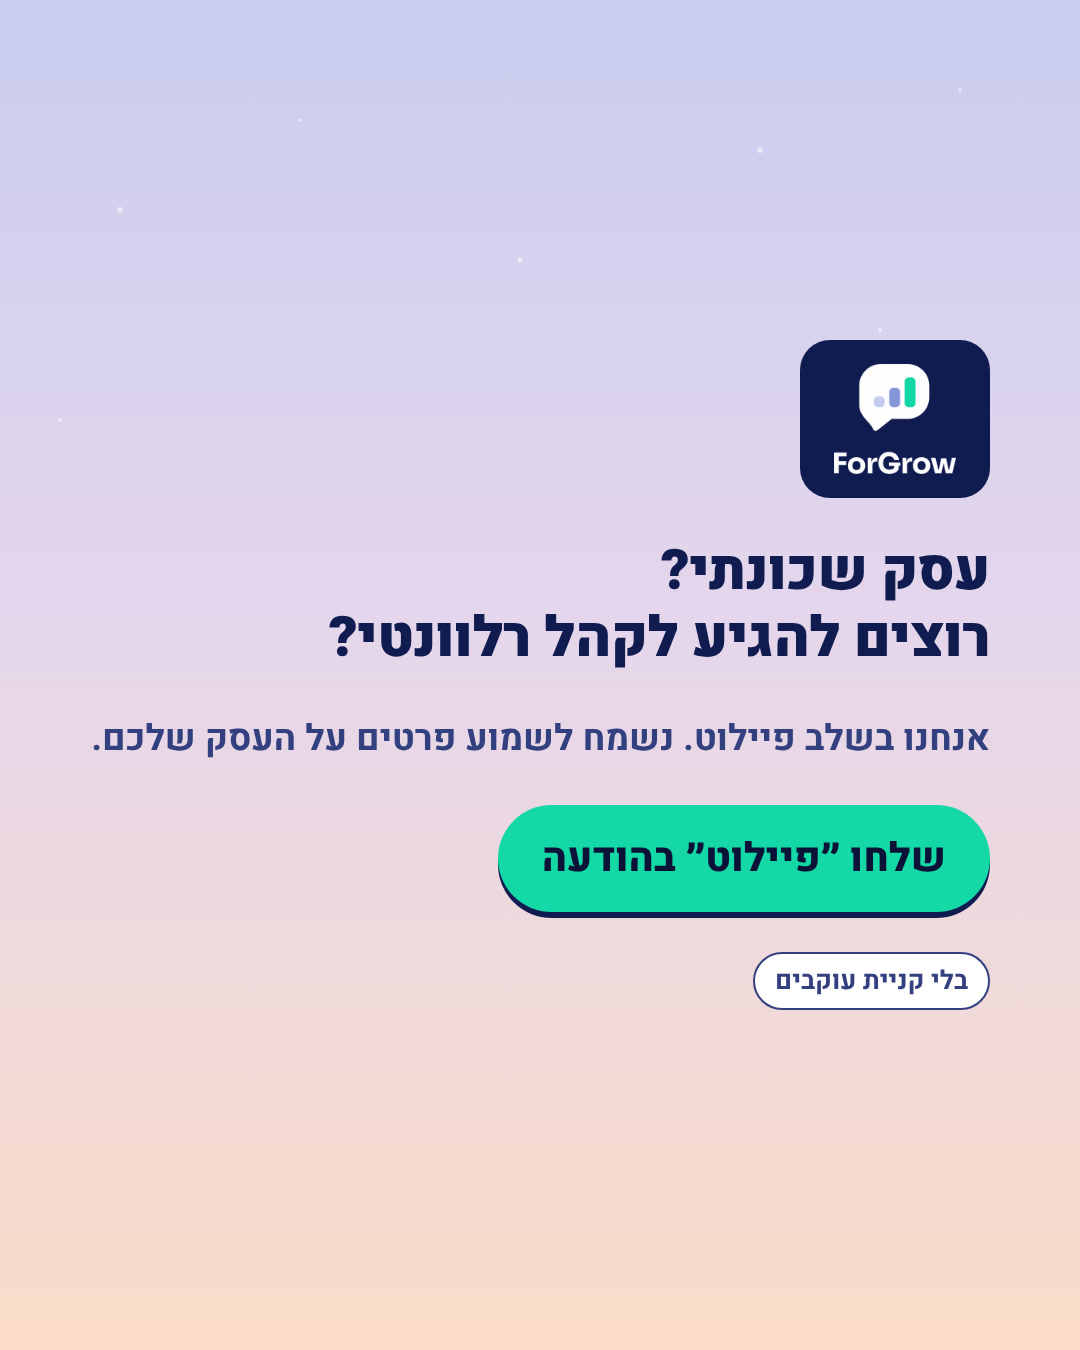 ForGrow
עסק שכונתי?
רוצים להגיע לקהל רלוונטי?
אנחנו בשלב פיילוט. נשמח לשמוע פרטים על העסק שלכם.
שלחו ״פיילוט״ בהודעה
בלי קניית עוקבים